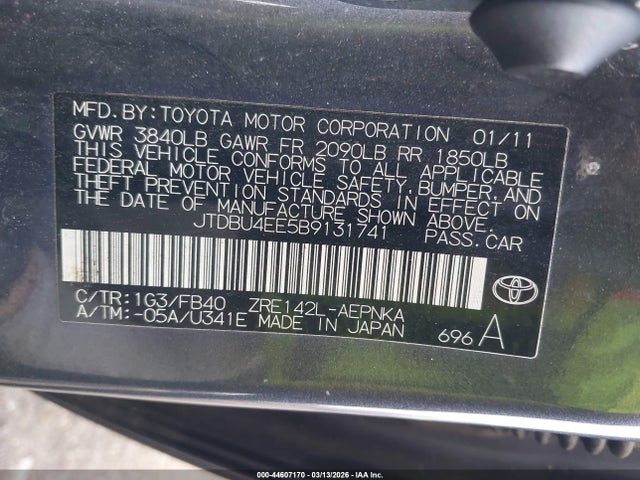 MFD.BY:TOYOTA MOTOR CORPORATION 01/11
GVWR 3840LB GAWR FR 2090LB RR 1850LB
THIS VEHICLE CONFORMS TO ALL APPLICABLE
FEDERAL MOTOR VEHICLE SAFETY,BUMPER,AND
THEFT PREVENTION STANDARDS IN EFFECT ON
THE DATE OF MANUFACTURE SHOWN ABOVE.
JTDBU4EE5B9131741 PASS.CAR
C/TR:1G3/FB40 ZRE142L-AEPNKA
A/TM:-05A/U341E MADE IN JAPAN
696 A
000-44607170 | 03/13/2026 | Copyright: IAA Inc.